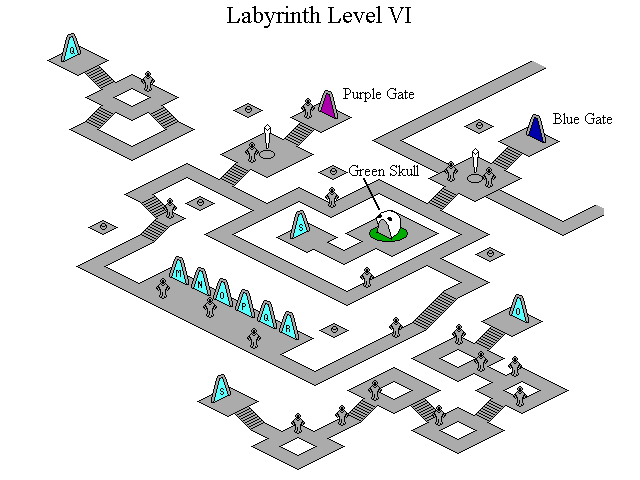 Labyrinth Level VI
Q
Purple Gate
Blue Gate
Green Skull
S
M N O P Q R
O
S